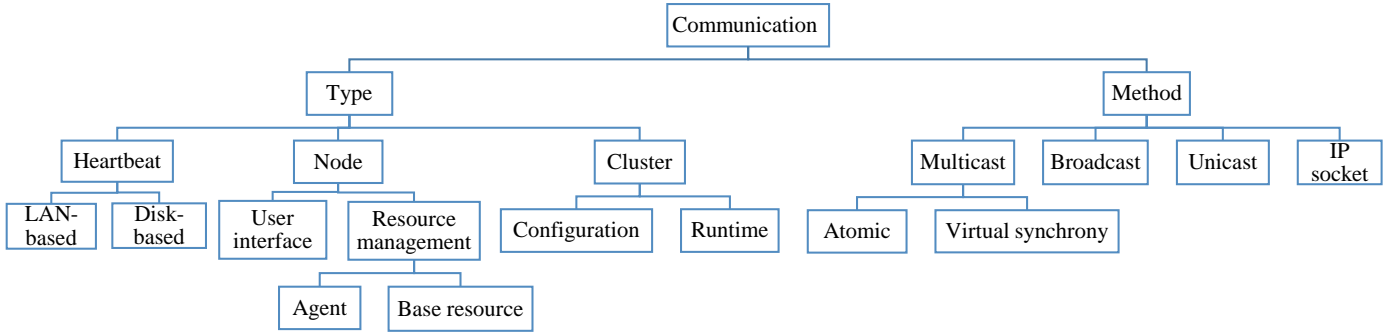 Communication
Type
Method
Heartbeat
Node
Cluster
Multicast
Broadcast
Unicast
IP
socket
LAN-
based
Disk-
based
User
interface
Resource
management
Configuration
Runtime
Atomic
Virtual synchrony
Agent
Base resource